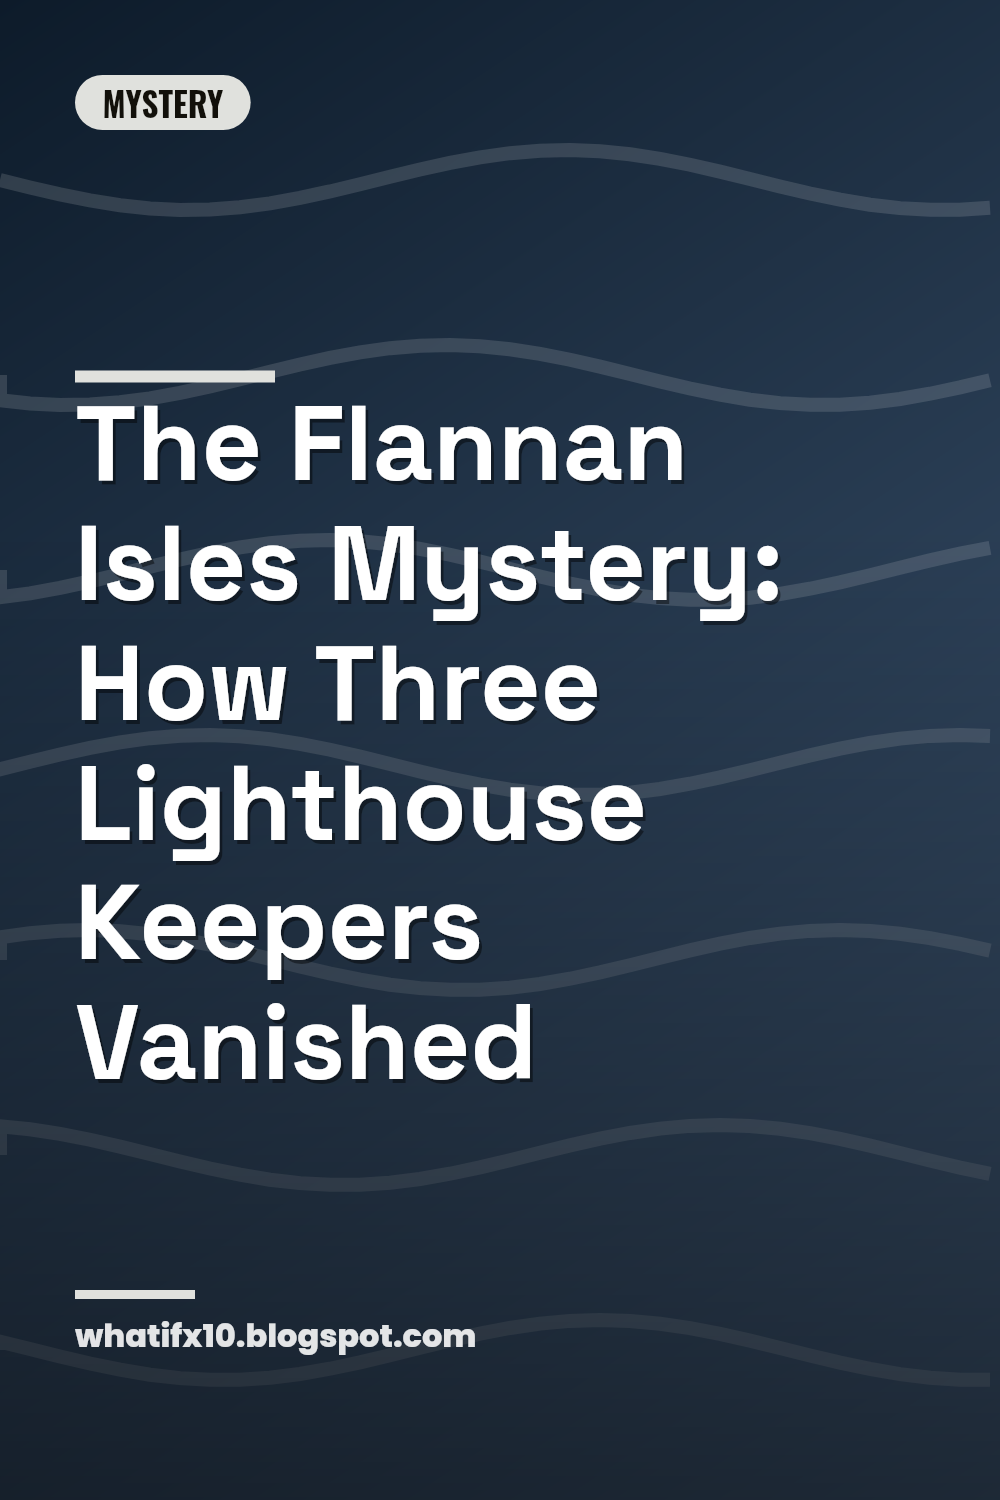 MYSTERY
The Flannan
Isles Mystery:
How Three
Lighthouse
Keepers
Vanished
whatifx10.blogspot.com